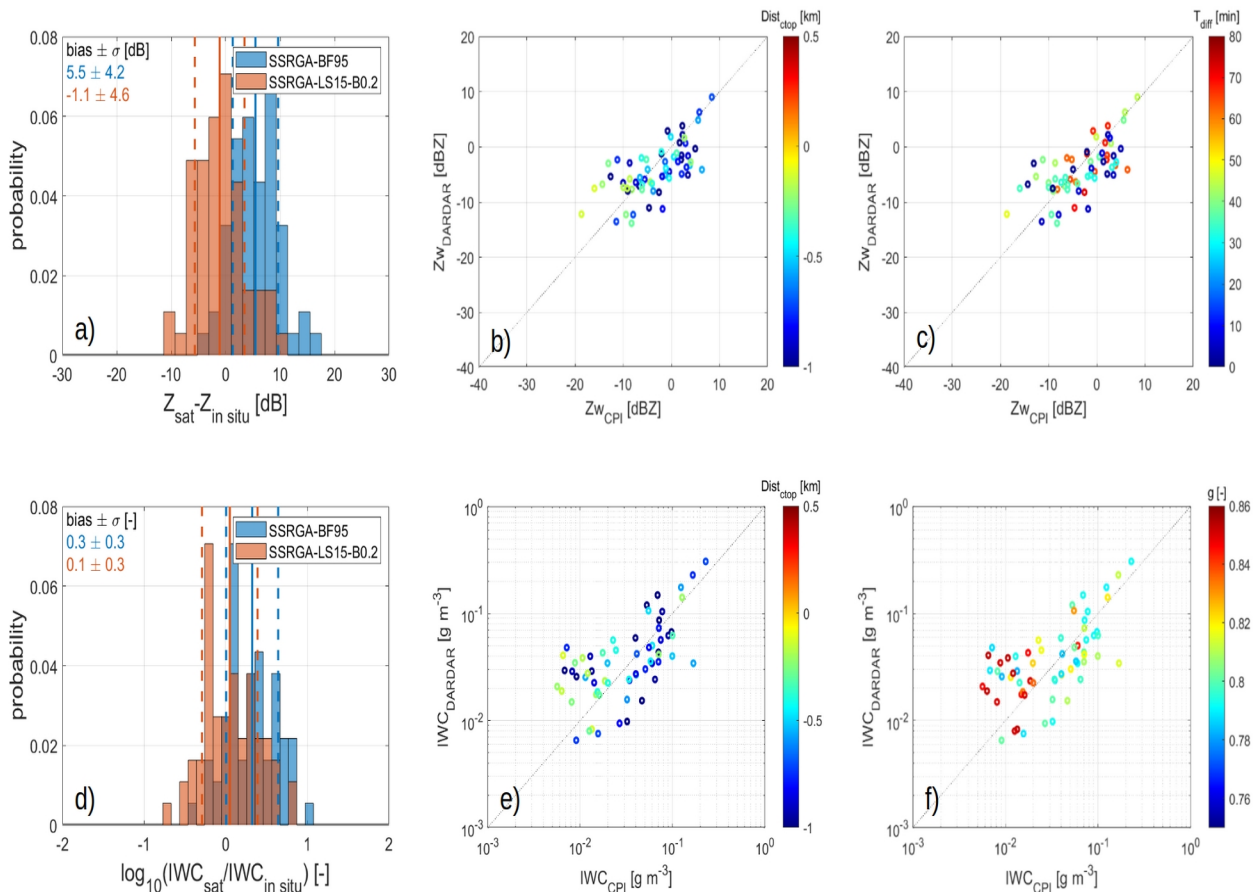 bias ± σ [dB]
5.5 ± 4.2
-1.1 ± 4.6
SSRGA-BF95
SSRGA-LS15-B0.2
a)
0.08
0.06
0.04
0.02
0
probability
-30 -20 -10 0 10 20 30
Z_sat-Z_in situ [dB]
Dist_ctop [km]
20
10
0
-10
-20
-30
-40
Zw_DARDAR [dBZ]
b)
-40 -30 -20 -10 0 10 20
Zw_CPI [dBZ]
0.5
0
-0.5
-1
T_diff [min]
20
10
0
-10
-20
-30
-40
Zw_DARDAR [dBZ]
c)
-40 -30 -20 -10 0 10 20
Zw_CPI [dBZ]
80
70
60
50
40
30
20
10
0
bias ± σ [-]
0.3 ± 0.3
0.1 ± 0.3
SSRGA-BF95
SSRGA-LS15-B0.2
d)
0.08
0.06
0.04
0.02
0
probability
-2 -1 0 1 2
log10(IWC_sat/IWC_in situ) [-]
Dist_ctop [km]
10^0
10^-1
10^-2
10^-3
IWC_DARDAR [g m^-3]
e)
10^-3 10^-2 10^-1 10^0
IWC_CPI [g m^-3]
0.5
0
-0.5
-1
g [-]
10^0
10^-1
10^-2
10^-3
IWC_DARDAR [g m^-3]
f)
10^-3 10^-2 10^-1 10^0
IWC_CPI [g m^-3]
0.86
0.84
0.82
0.8
0.78
0.76